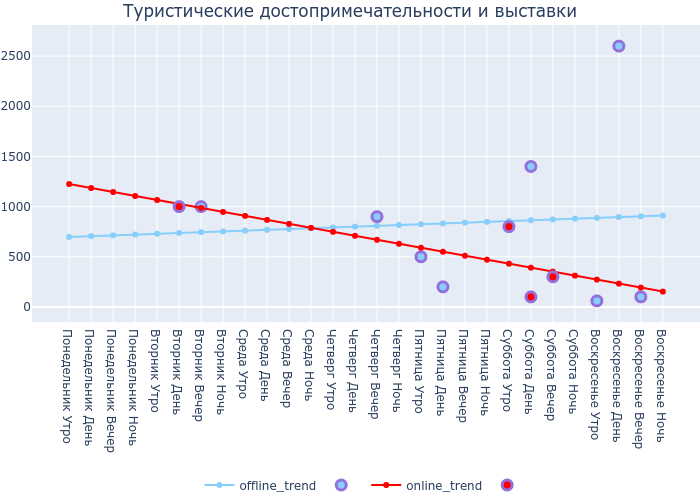 Туристические достопримечательности и выставки
2500
2000
1500
1000
500
0
Понедельник Утро
Понедельник День
Понедельник Вечер
Понедельник Ночь
Вторник Утро
Вторник День
Вторник Вечер
Вторник Ночь
Среда Утро
Среда День
Среда Вечер
Среда Ночь
Четверг Утро
Четверг День
Четверг Вечер
Четверг Ночь
Пятница Утро
Пятница День
Пятница Вечер
Пятница Ночь
Суббота Утро
Суббота День
Суббота Вечер
Суббота Ночь
Воскресенье Утро
Воскресенье День
Воскресенье Вечер
Воскресенье Ночь
offline_trend online_trend